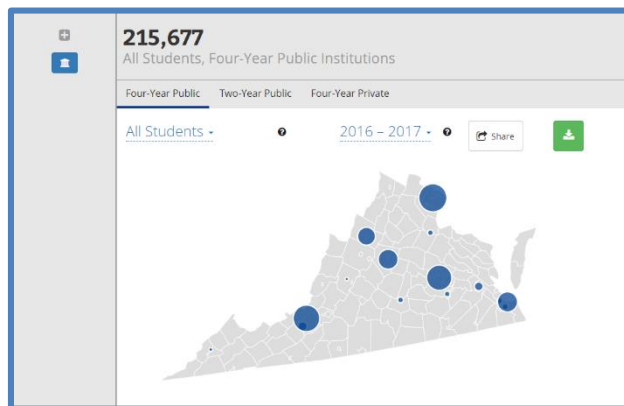 215,677
All Students, Four-Year Public Institutions
Four-Year Public Two-Year Public Four-Year Private
All Students 2016 – 2017 Share